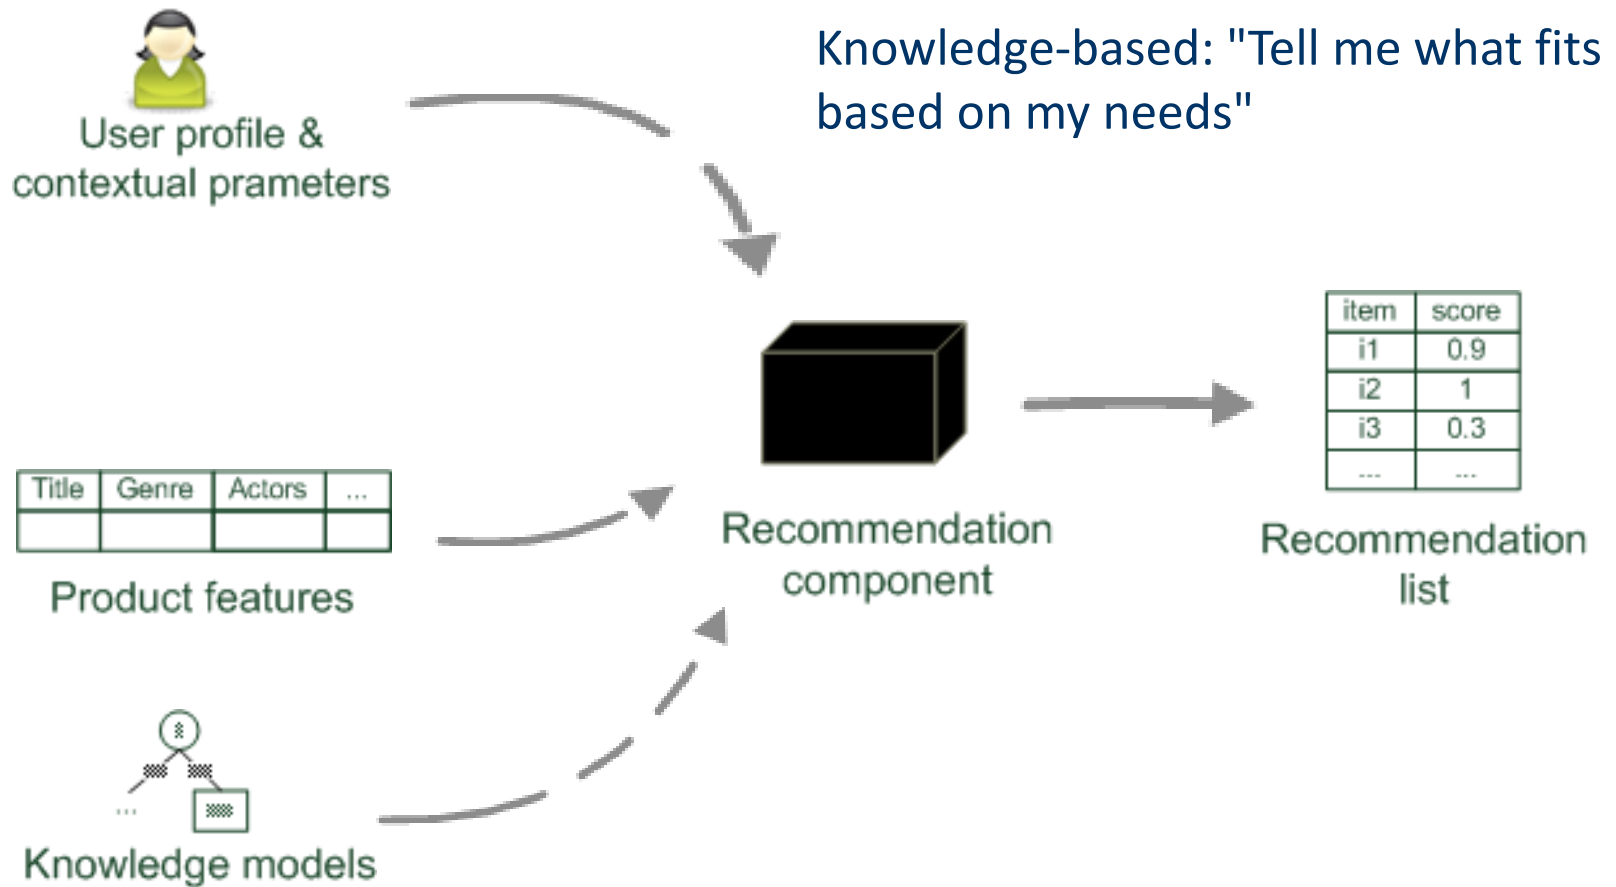 Knowledge-based: "Tell me what fits
based on my needs"
User profile &
contextual prameters
item score
i1 0.9
i2 1
i3 0.3
... ...
Title Genre Actors ...
Product features
Recommendation
component
Recommendation
list
...
Knowledge models